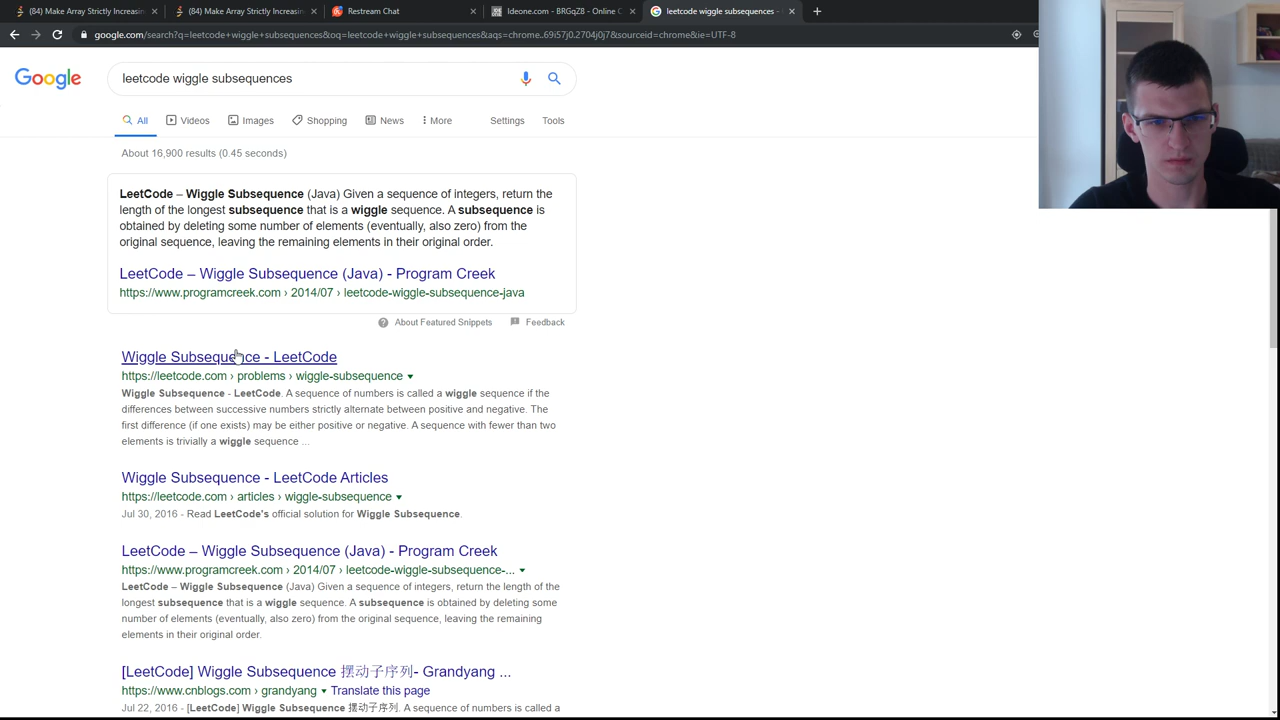 (84) Make Array Strictly Increasin
(84) Make Array Strictly Increasin
Restream Chat
Ideone.com - BRGqZ8 - Online C
leetcode wiggle subsequences -
google.com/search?q=leetcode+wiggle+subsequences&oq=leetcode+wiggle+subsequences&aqs=chrome..69i57j0.2704j0j7&sourceid=chrome&ie=UTF-8
Google
leetcode wiggle subsequences
All
Videos
Images
Shopping
News
More
Settings
Tools
About 16,900 results (0.45 seconds)
LeetCode – Wiggle Subsequence (Java) Given a sequence of integers, return the
length of the longest subsequence that is a wiggle sequence. A subsequence is
obtained by deleting some number of elements (eventually, also zero) from the
original sequence, leaving the remaining elements in their original order.
LeetCode – Wiggle Subsequence (Java) - Program Creek
https://www.programcreek.com › 2014/07 › leetcode-wiggle-subsequence-java
About Featured Snippets
Feedback
Wiggle Subsequence - LeetCode
https://leetcode.com › problems › wiggle-subsequence
Wiggle Subsequence - LeetCode. A sequence of numbers is called a wiggle sequence if the
differences between successive numbers strictly alternate between positive and negative. The
first difference (if one exists) may be either positive or negative. A sequence with fewer than two
elements is trivially a wiggle sequence ...
Wiggle Subsequence - LeetCode Articles
https://leetcode.com › articles › wiggle-subsequence
Jul 30, 2016 - Read LeetCode's official solution for Wiggle Subsequence.
LeetCode – Wiggle Subsequence (Java) - Program Creek
https://www.programcreek.com › 2014/07 › leetcode-wiggle-subsequence-...
LeetCode – Wiggle Subsequence (Java) Given a sequence of integers, return the length of the
longest subsequence that is a wiggle sequence. A subsequence is obtained by deleting some
number of elements (eventually, also zero) from the original sequence, leaving the remaining
elements in their original order.
[LeetCode] Wiggle Subsequence 摆动子序列- Grandyang ...
https://www.cnblogs.com › grandyang
Translate this page
Jul 22, 2016 - [LeetCode] Wiggle Subsequence 摆动子序列. A sequence of numbers is called a